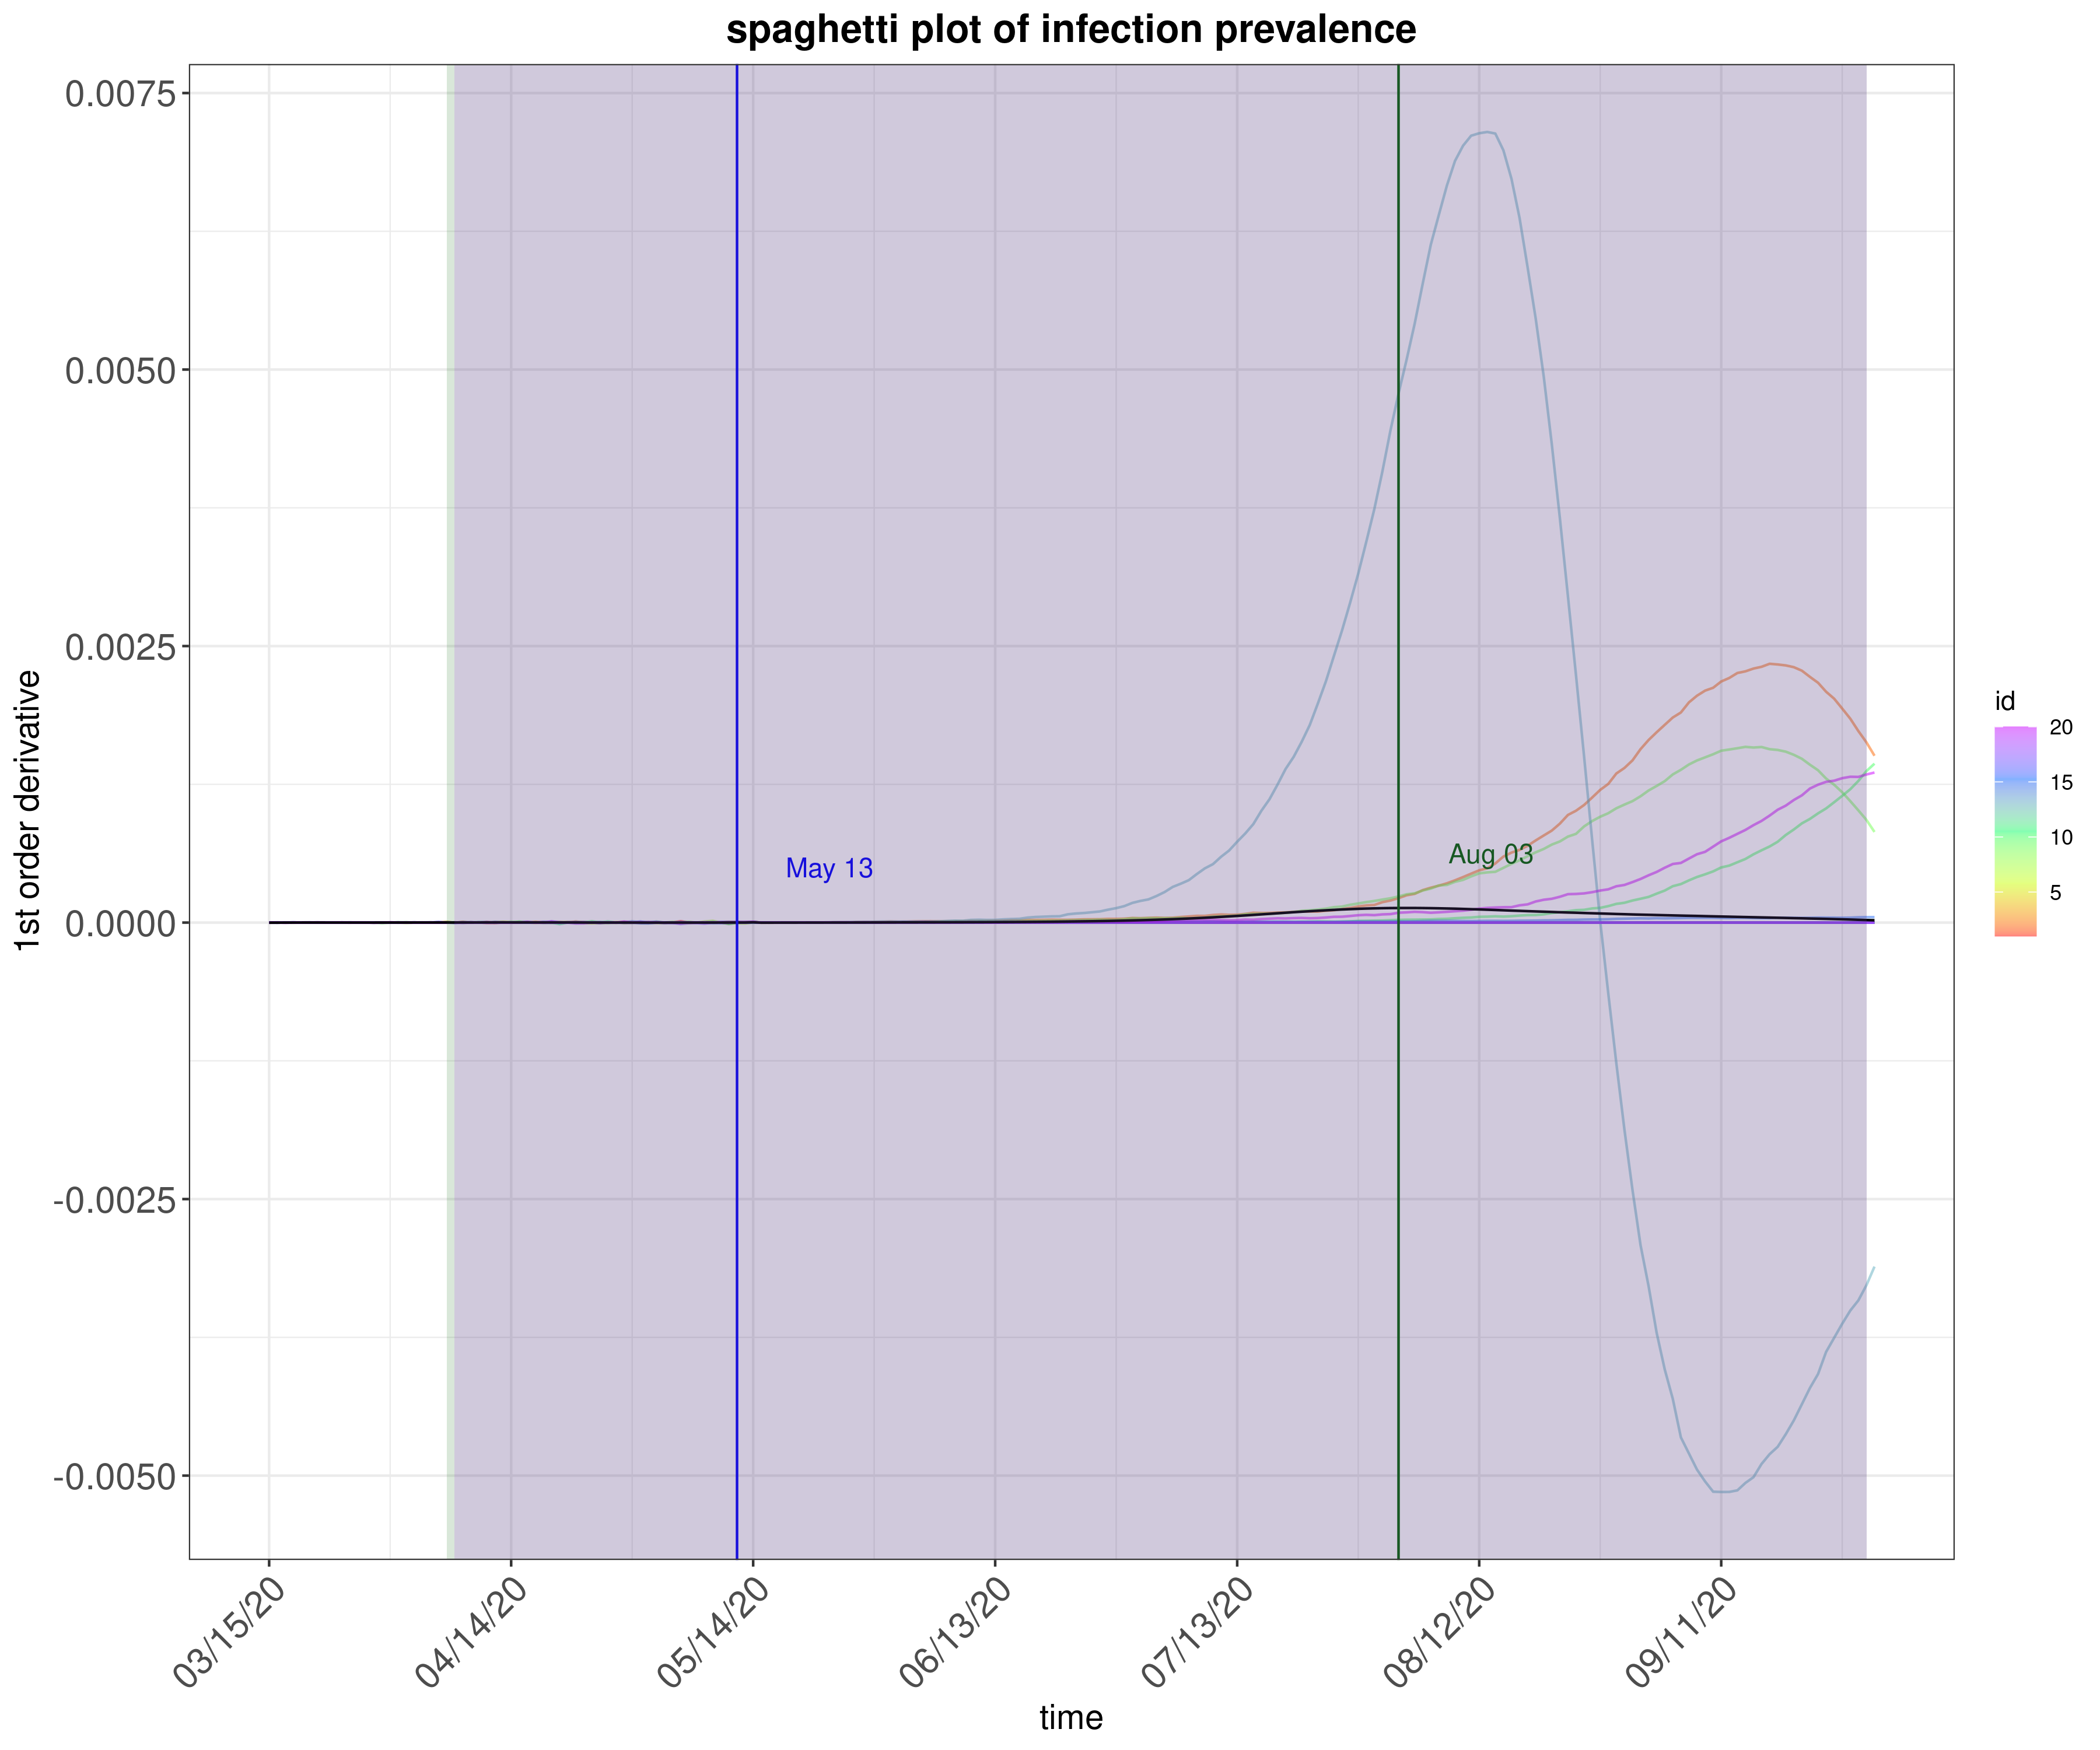 spaghetti plot of infection prevalence
0.0075
0.0050
0.0025
0.0000
-0.0025
-0.0050
1st order derivative
May 13
Aug 03
03/15/20
04/14/20
05/14/20
06/13/20
07/13/20
08/12/20
09/11/20
time
id
20
15
10
5